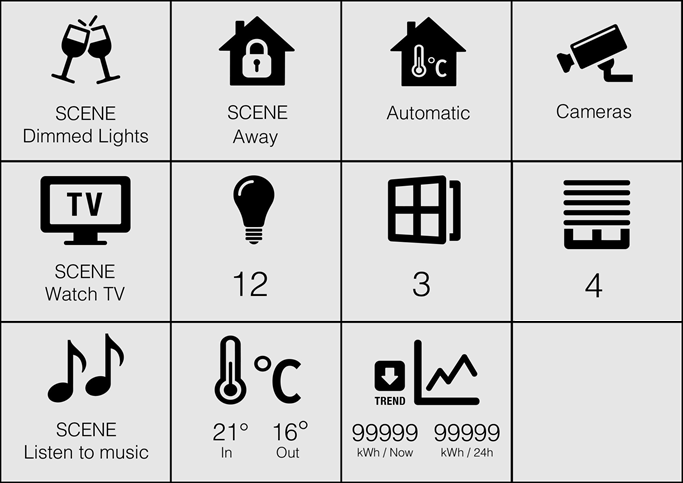 SCENE
Dimmed Lights
SCENE
Away
°C
Automatic
Cameras
TV
SCENE
Watch TV
12
3
4
SCENE
Listen to music
°C
21° 16°
In Out
TREND
99999 99999
kWh / Now kWh / 24h